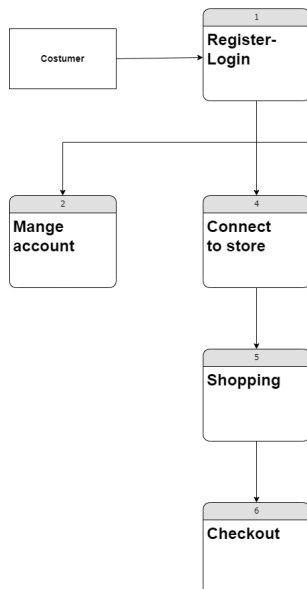 1
Costumer
Register-
Login
2
4
Mange
account
Connect
to store
5
Shopping
6
Checkout